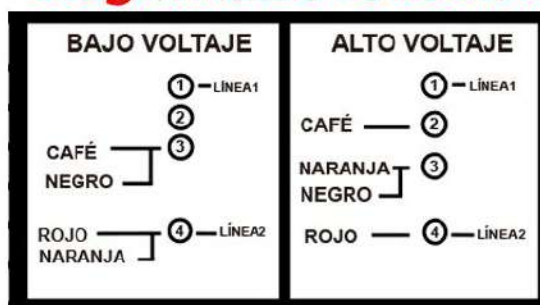 BAJO VOLTAJE
1 LÍNEA1
2
CAFÉ 3
NEGRO
ROJO 4 LÍNEA2
NARANJA
ALTO VOLTAJE
1 LÍNEA1
CAFÉ 2
NARANJA 3
NEGRO
ROJO 4 LÍNEA2